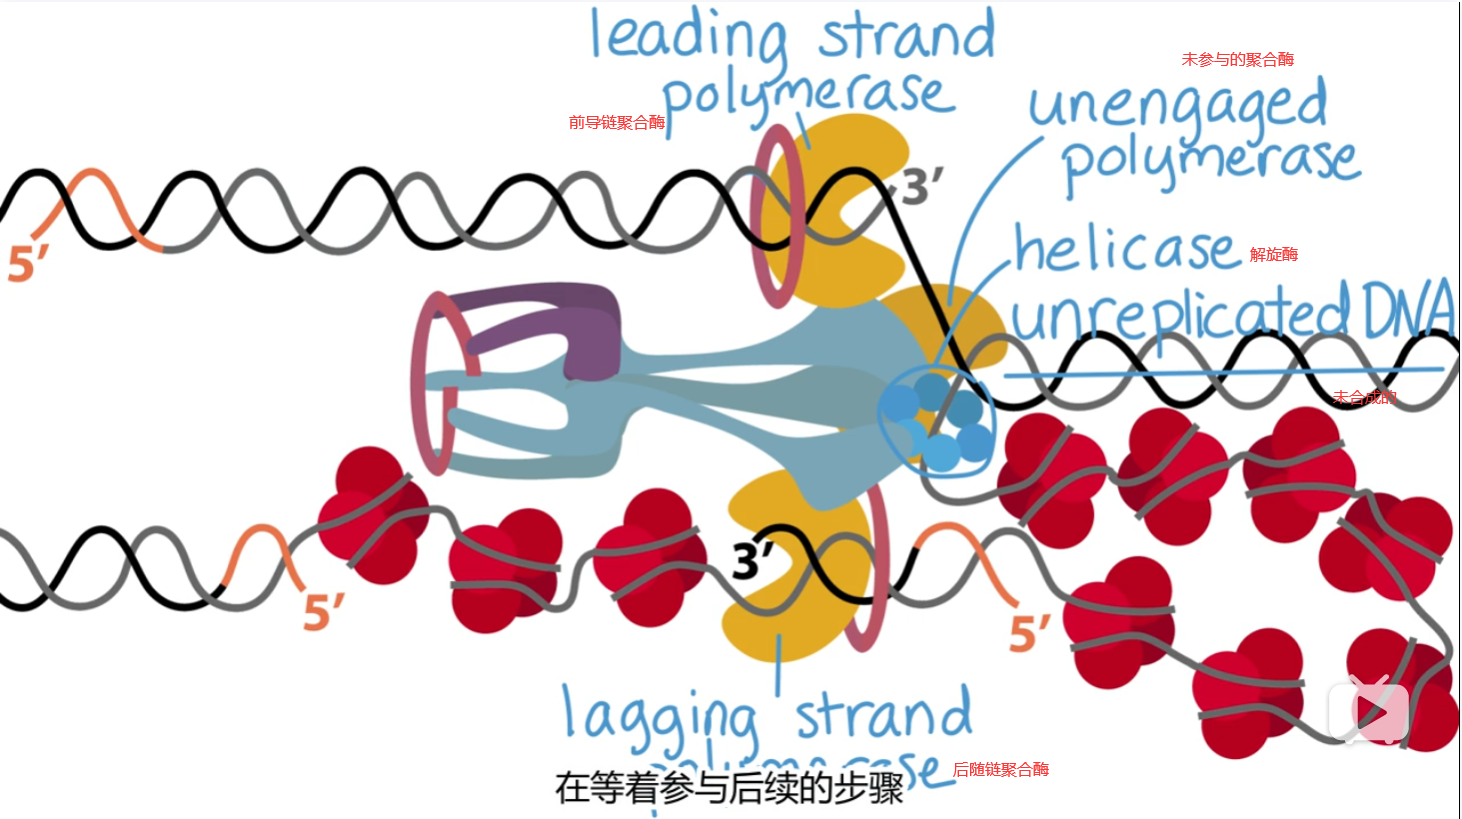 leading strand
polymerase
前导链聚合酶
未参与的聚合酶
unengaged
polymerase
3'
5'
helicase
解旋酶
unreplicated DNA
未合成的
3'
5'
5'
lagging strand
polymerase
后随链聚合酶
在等着参与后续的步骤